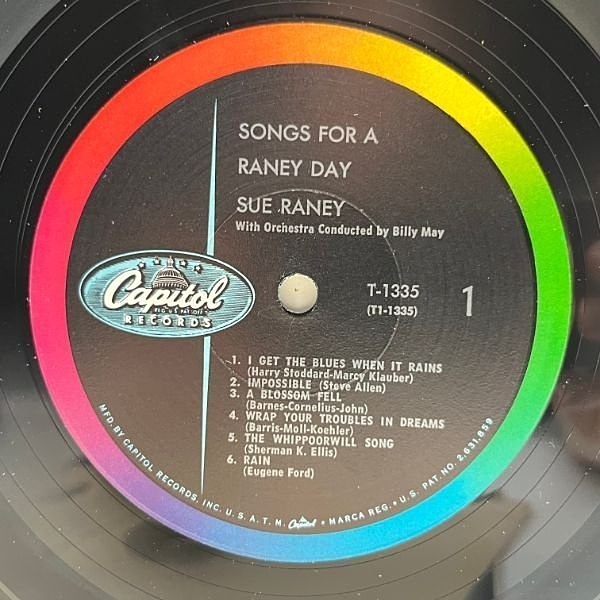 SONGS FOR A
RANEY DAY
SUE RANEY
With Orchestra Conducted by Billy May
Capitol
REG. U.S. PAT. OFF.
RECORDS
T-1335
(T1-1335)
1
1. I GET THE BLUES WHEN IT RAINS
(Harry Stoddard-Marcy Klauber)
2. IMPOSSIBLE (Steve Allen)
3. A BLOSSOM FELL
(Barnes-Cornelius-John)
4. WRAP YOUR TROUBLES IN DREAMS
(Barris-Moll-Koehler)
5. THE WHIPPOORWILL SONG
(Sherman K. Ellis)
6. RAIN
(Eugene Ford)
MFD. BY CAPITOL RECORDS, INC. U.S.A. T.M. Capitol • MARCA REG. • U.S. PAT. NO. 2,631,859